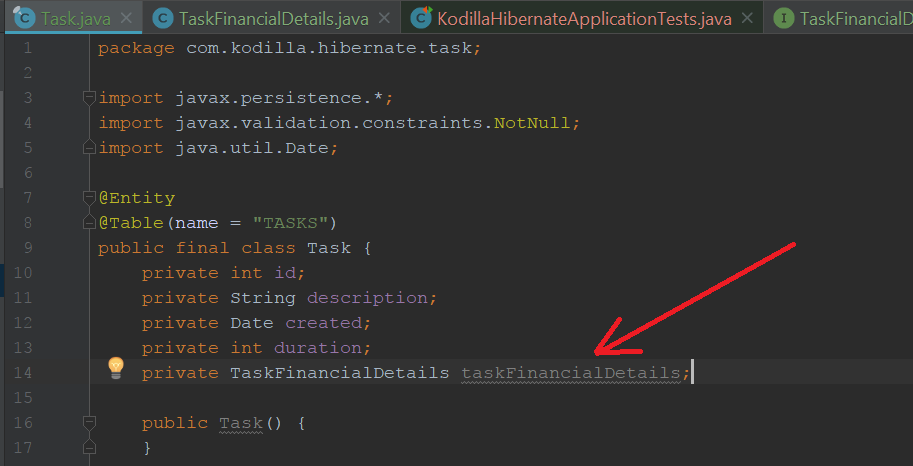 Task.java TaskFinancialDetails.java KodillaHibernateApplicationTests.java TaskFinancialD
1 package com.kodilla.hibernate.task;
2
3 import javax.persistence.*;
4 import javax.validation.constraints.NotNull;
5 import java.util.Date;
6
7 @Entity
8 @Table(name = "TASKS")
9 public final class Task {
10 private int id;
11 private String description;
12 private Date created;
13 private int duration;
14 private TaskFinancialDetails taskFinancialDetails;
15
16 public Task() {
17 }